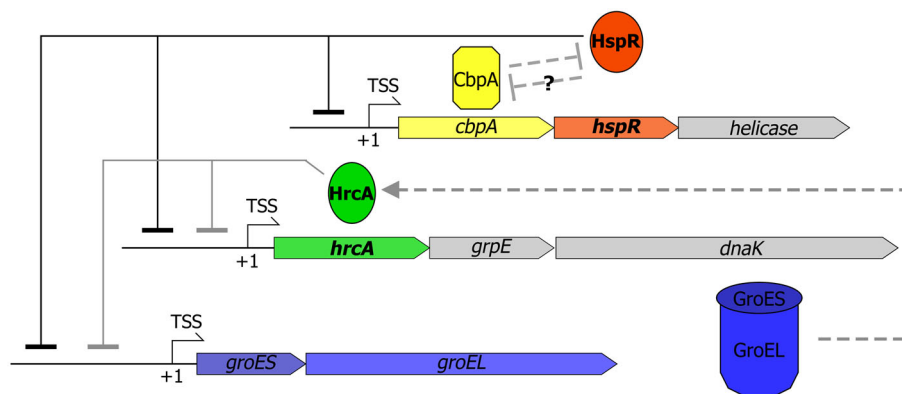 HspR
CbpA
?
TSS
+1
cbpA
hspR
helicase
HrcA
TSS
+1
hrcA
grpE
dnaK
GroES
GroEL
TSS
+1
groES
groEL